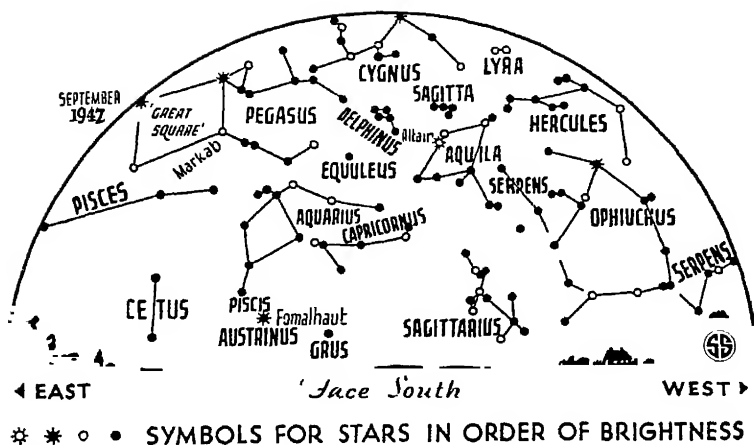 CYGNUS
LYRA
SEPTEMBER
1947
'GREAT
SQUARE'
PEGASUS
SAGITTA
HERCULES
DELPHINUS
Altair
AQUILA
Markab
EQUULEUS
SERPENS
PISCES
AQUARIUS
CAPRICORNUS
OPHIUCHUS
SERPENS
CETUS
PISCIS
AUSTRINUS
Fomalhaut
GRUS
SAGITTARIUS
SS
EAST
'Face South
WEST
SYMBOLS FOR STARS IN ORDER OF BRIGHTNESS